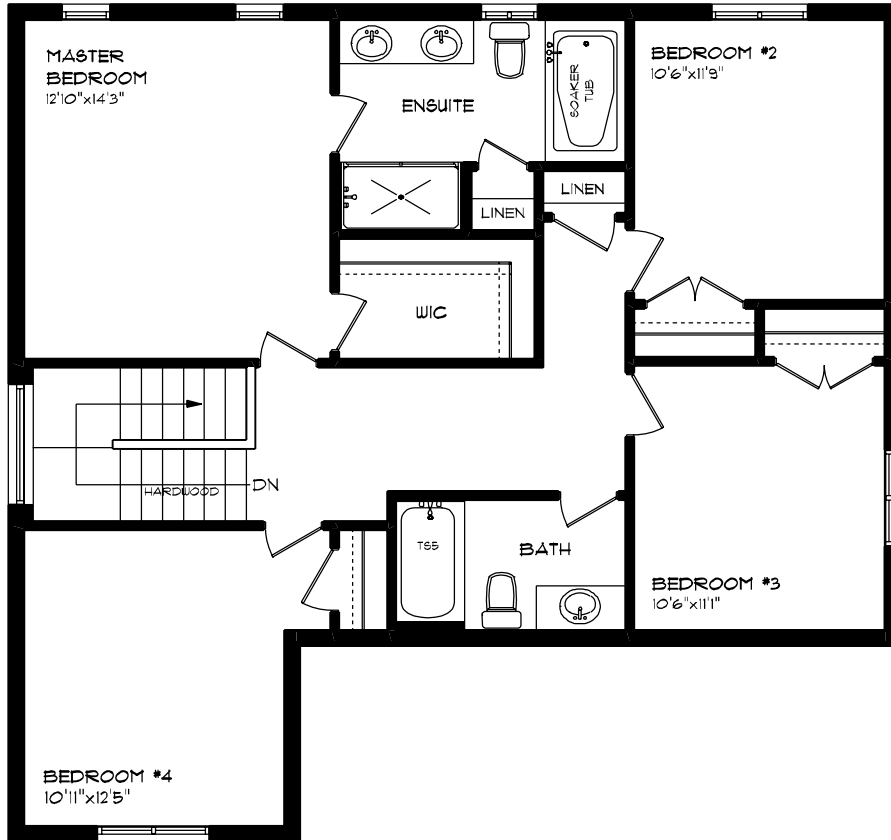 MASTER
BEDROOM
12'10"x14'3"
ENSUITE
SOAKER
TUB
BEDROOM #2
10'6"x11'9"
LINEN
LINEN
WIC
DN
HARDWOOD
TS5
BATH
BEDROOM #3
10'6"x11'1"
BEDROOM #4
10'11"x12'5"